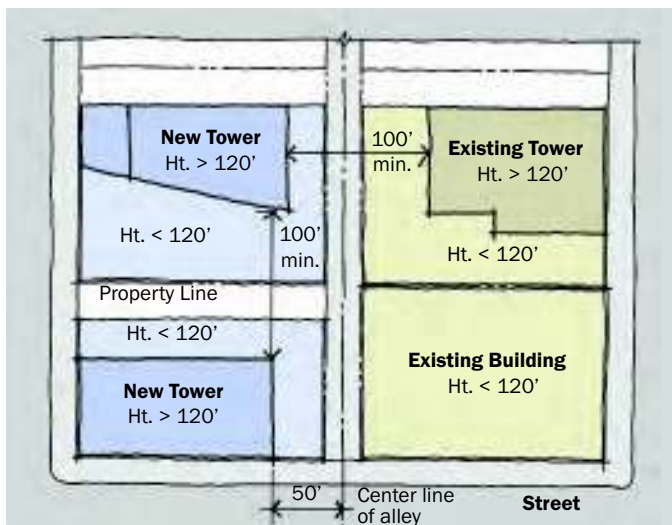 New Tower
Ht. > 120'
100'
min.
Existing Tower
Ht. > 120'
Ht. < 120'
100'
min.
Ht. < 120'
Property Line
Ht. < 120'
New Tower
Ht. > 120'
Existing Building
Ht. < 120'
50'
Center line
of alley
Street